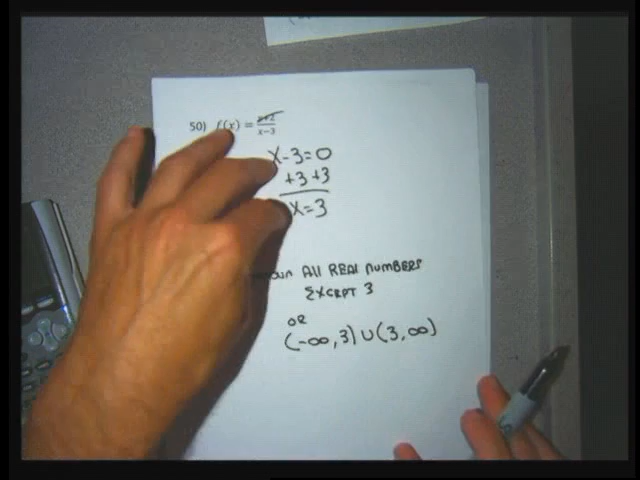 50) f(x) =
x-3
x - 3 = 0
+3 +3
x = 3
All REAl NUMBERS
EXCEPT 3
OR
(-∞, 3) ∪ (3, ∞)